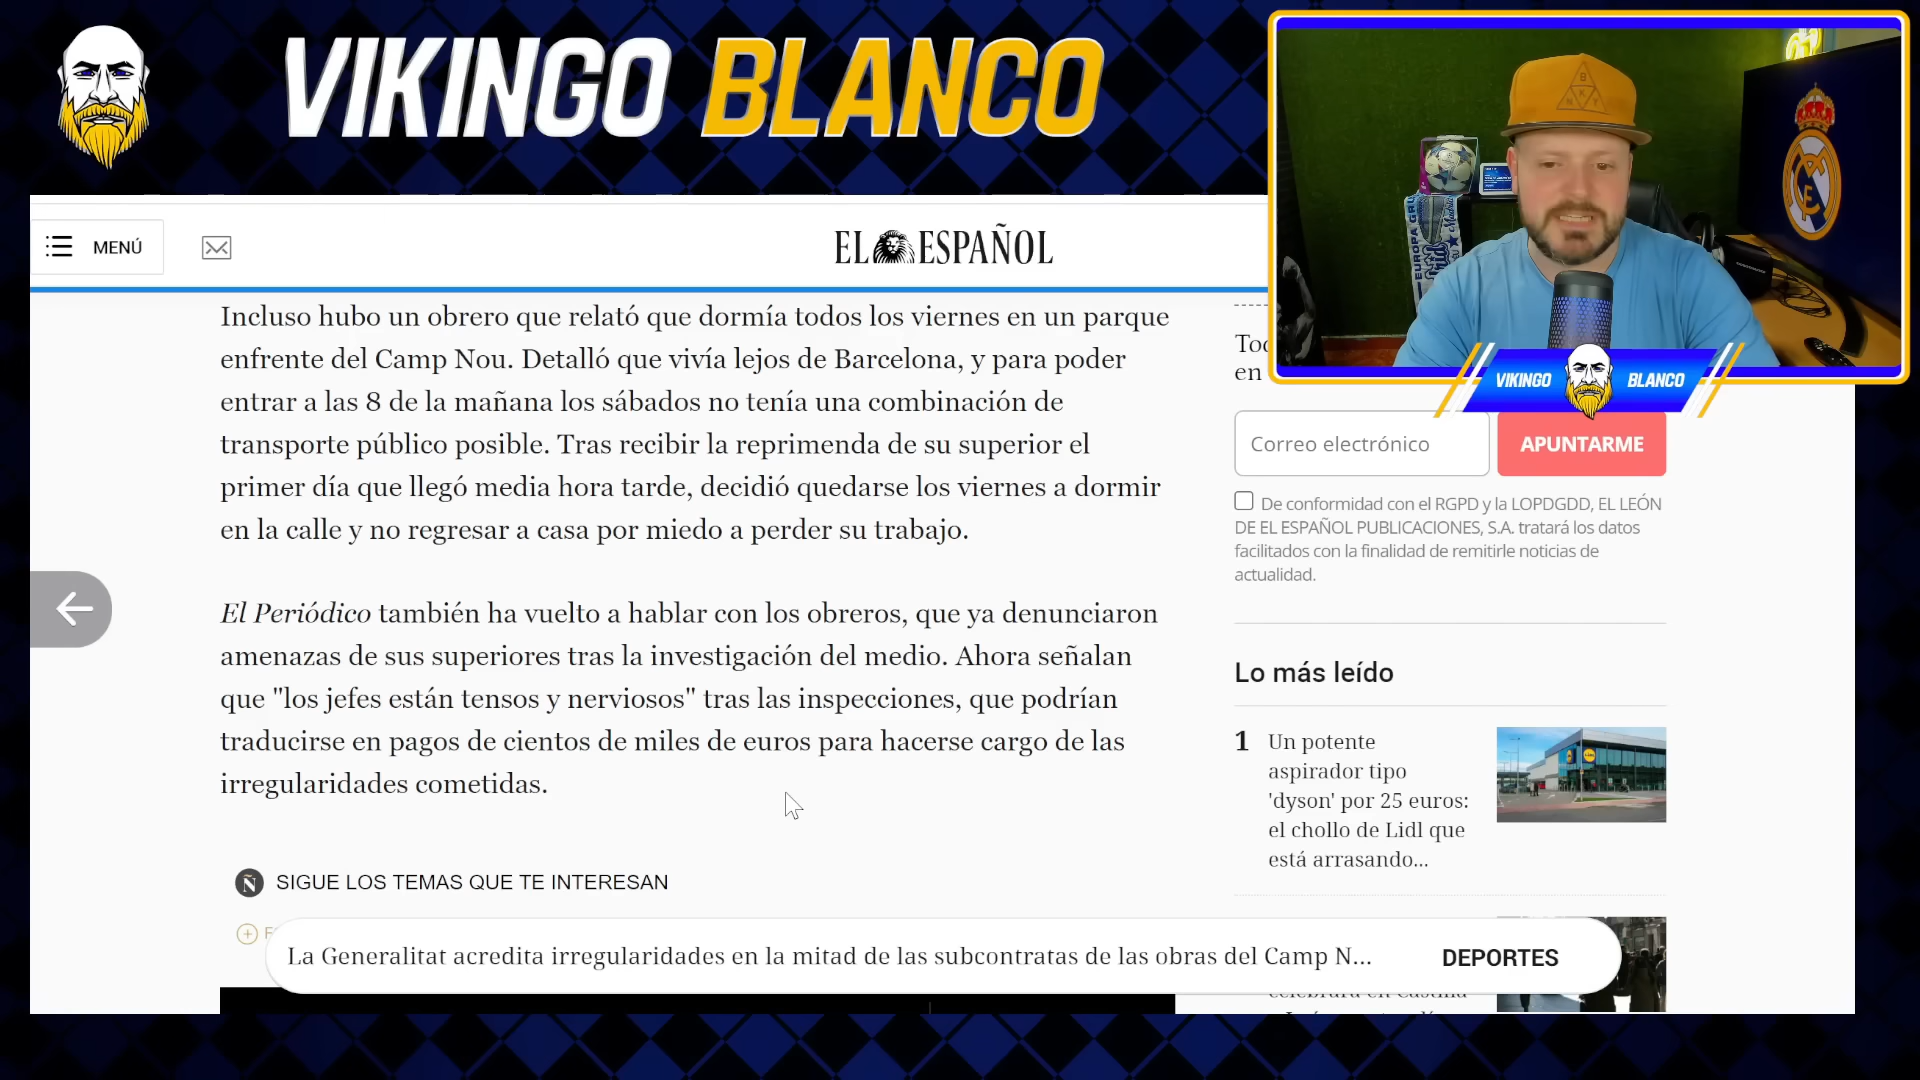 VIKINGO BLANCO
MENÚ
EL ESPAÑOL
Incluso hubo un obrero que relató que dormía todos los viernes en un parque
enfrente del Camp Nou. Detalló que vivía lejos de Barcelona, y para poder
entrar a las 8 de la mañana los sábados no tenía una combinación de
transporte público posible. Tras recibir la reprimenda de su superior el
primer día que llegó media hora tarde, decidió quedarse los viernes a dormir
en la calle y no regresar a casa por miedo a perder su trabajo.
El Periódico también ha vuelto a hablar con los obreros, que ya denunciaron
amenazas de sus superiores tras la investigación del medio. Ahora señalan
que "los jefes están tensos y nerviosos" tras las inspecciones, que podrían
traducirse en pagos de cientos de miles de euros para hacerse cargo de las
irregularidades cometidas.
Ñ SIGUE LOS TEMAS QUE TE INTERESAN
La Generalitat acredita irregularidades en la mitad de las subcontratas de las obras del Camp N...
DEPORTES
EUROPA
VIKINGO BLANCO
en
Correo electrónico
APUNTARME
De conformidad con el RGPD y la LOPDGDD, EL LEÓN
DE EL ESPAÑOL PUBLICACIONES, S.A. tratará los datos
facilitados con la finalidad de remitirle noticias de
actualidad.
Lo más leído
1 Un potente
aspirador tipo
'dyson' por 25 euros:
el chollo de Lidl que
está arrasando...